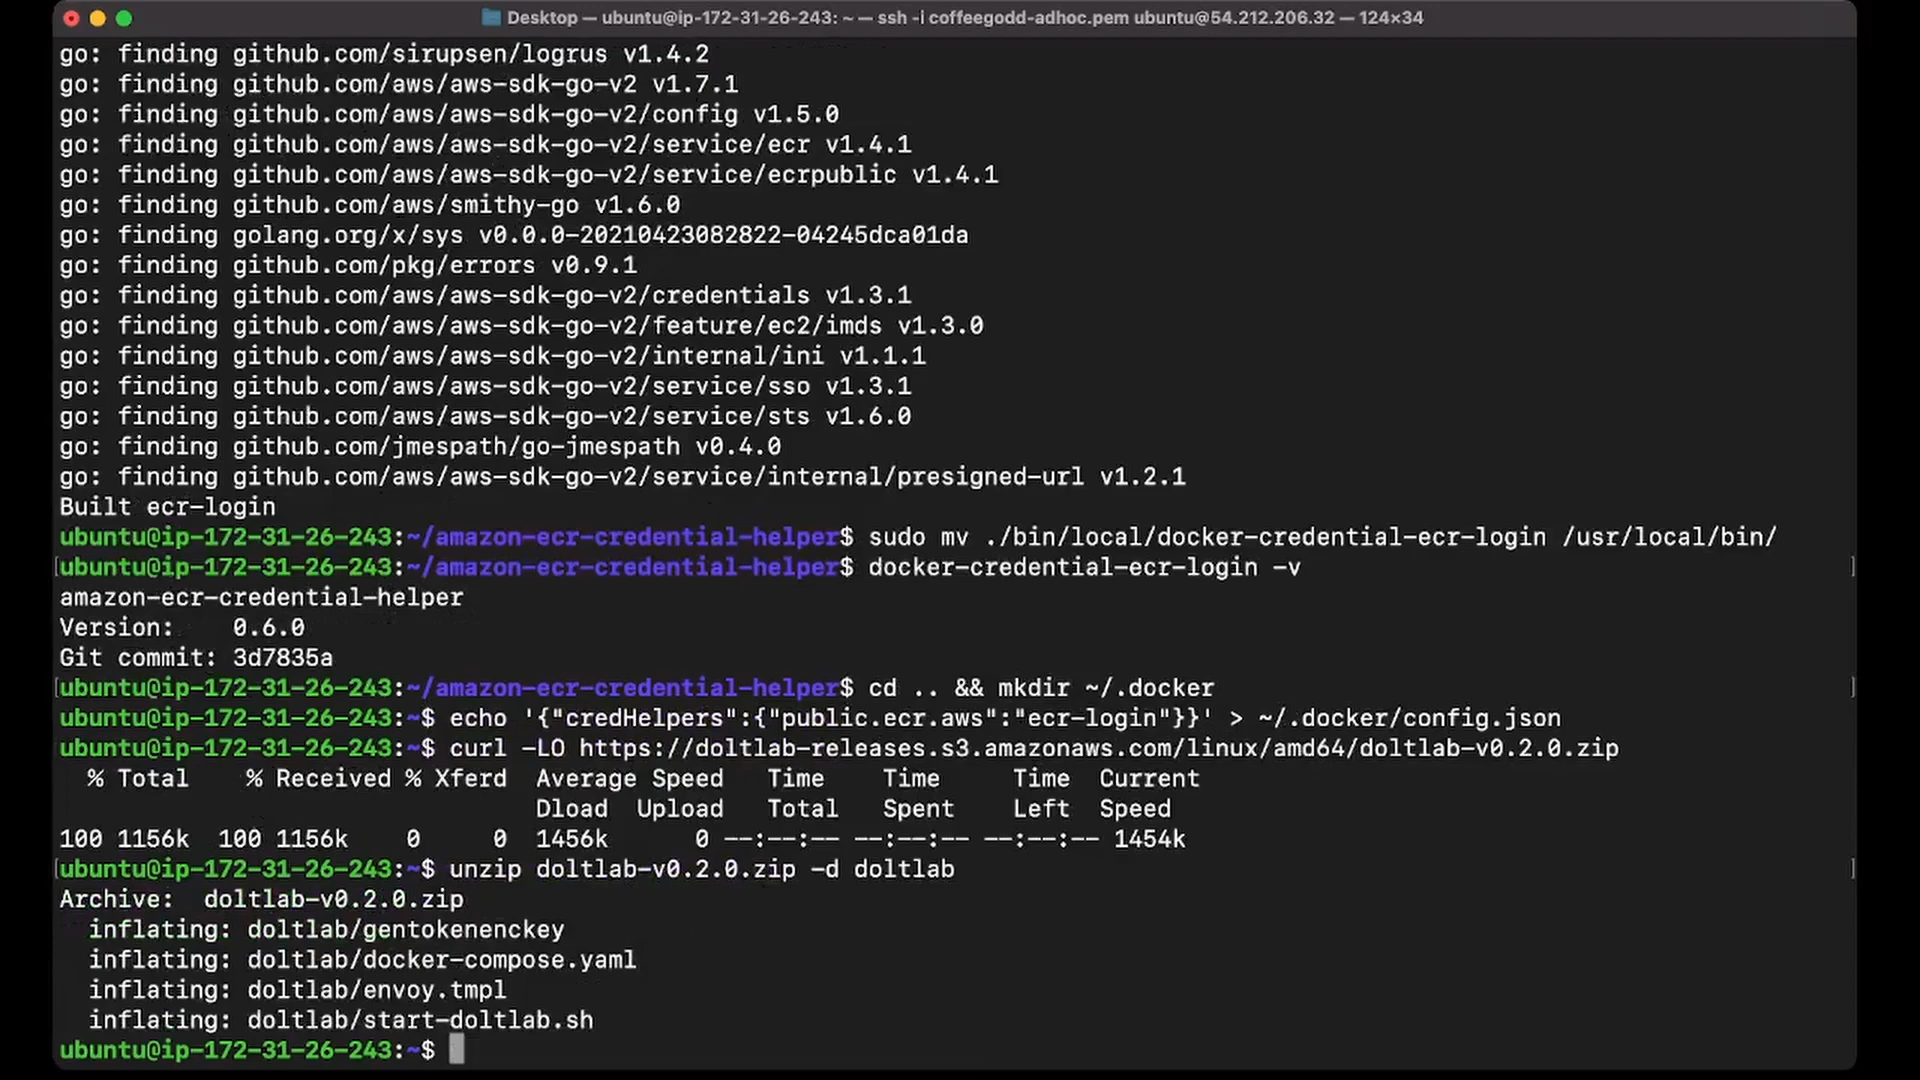 Desktop — ubuntu@ip-172-31-26-243: ~ — ssh -i coffeegodd-adhoc.pem ubuntu@54.212.206.32 — 124×34
go: finding github.com/sirupsen/logrus v1.4.2
go: finding github.com/aws/aws-sdk-go-v2 v1.7.1
go: finding github.com/aws/aws-sdk-go-v2/config v1.5.0
go: finding github.com/aws/aws-sdk-go-v2/service/ecr v1.4.1
go: finding github.com/aws/aws-sdk-go-v2/service/ecrpublic v1.4.1
go: finding github.com/aws/smithy-go v1.6.0
go: finding golang.org/x/sys v0.0.0-20210423082822-04245dca01da
go: finding github.com/pkg/errors v0.9.1
go: finding github.com/aws/aws-sdk-go-v2/credentials v1.3.1
go: finding github.com/aws/aws-sdk-go-v2/feature/ec2/imds v1.3.0
go: finding github.com/aws/aws-sdk-go-v2/internal/ini v1.1.1
go: finding github.com/aws/aws-sdk-go-v2/service/sso v1.3.1
go: finding github.com/aws/aws-sdk-go-v2/service/sts v1.6.0
go: finding github.com/jmespath/go-jmespath v0.4.0
go: finding github.com/aws/aws-sdk-go-v2/service/internal/presigned-url v1.2.1
Built ecr-login
ubuntu@ip-172-31-26-243:~/amazon-ecr-credential-helper$ sudo mv ./bin/local/docker-credential-ecr-login /usr/local/bin/
[ubuntu@ip-172-31-26-243:~/amazon-ecr-credential-helper$ docker-credential-ecr-login -v ]
amazon-ecr-credential-helper
Version:    0.6.0
Git commit: 3d7835a
[ubuntu@ip-172-31-26-243:~/amazon-ecr-credential-helper$ cd .. && mkdir ~/.docker ]
ubuntu@ip-172-31-26-243:~$ echo '{"credHelpers":{"public.ecr.aws":"ecr-login"}}' > ~/.docker/config.json
ubuntu@ip-172-31-26-243:~$ curl -LO https://doltlab-releases.s3.amazonaws.com/linux/amd64/doltlab-v0.2.0.zip
  % Total    % Received % Xferd  Average Speed   Time    Time     Time  Current
                                 Dload  Upload   Total   Spent    Left  Speed
100 1156k  100 1156k    0     0  1456k      0 --:--:-- --:--:-- --:--:-- 1454k
[ubuntu@ip-172-31-26-243:~$ unzip doltlab-v0.2.0.zip -d doltlab ]
Archive:  doltlab-v0.2.0.zip
  inflating: doltlab/gentokenenckey
  inflating: doltlab/docker-compose.yaml
  inflating: doltlab/envoy.tmpl
  inflating: doltlab/start-doltlab.sh
ubuntu@ip-172-31-26-243:~$